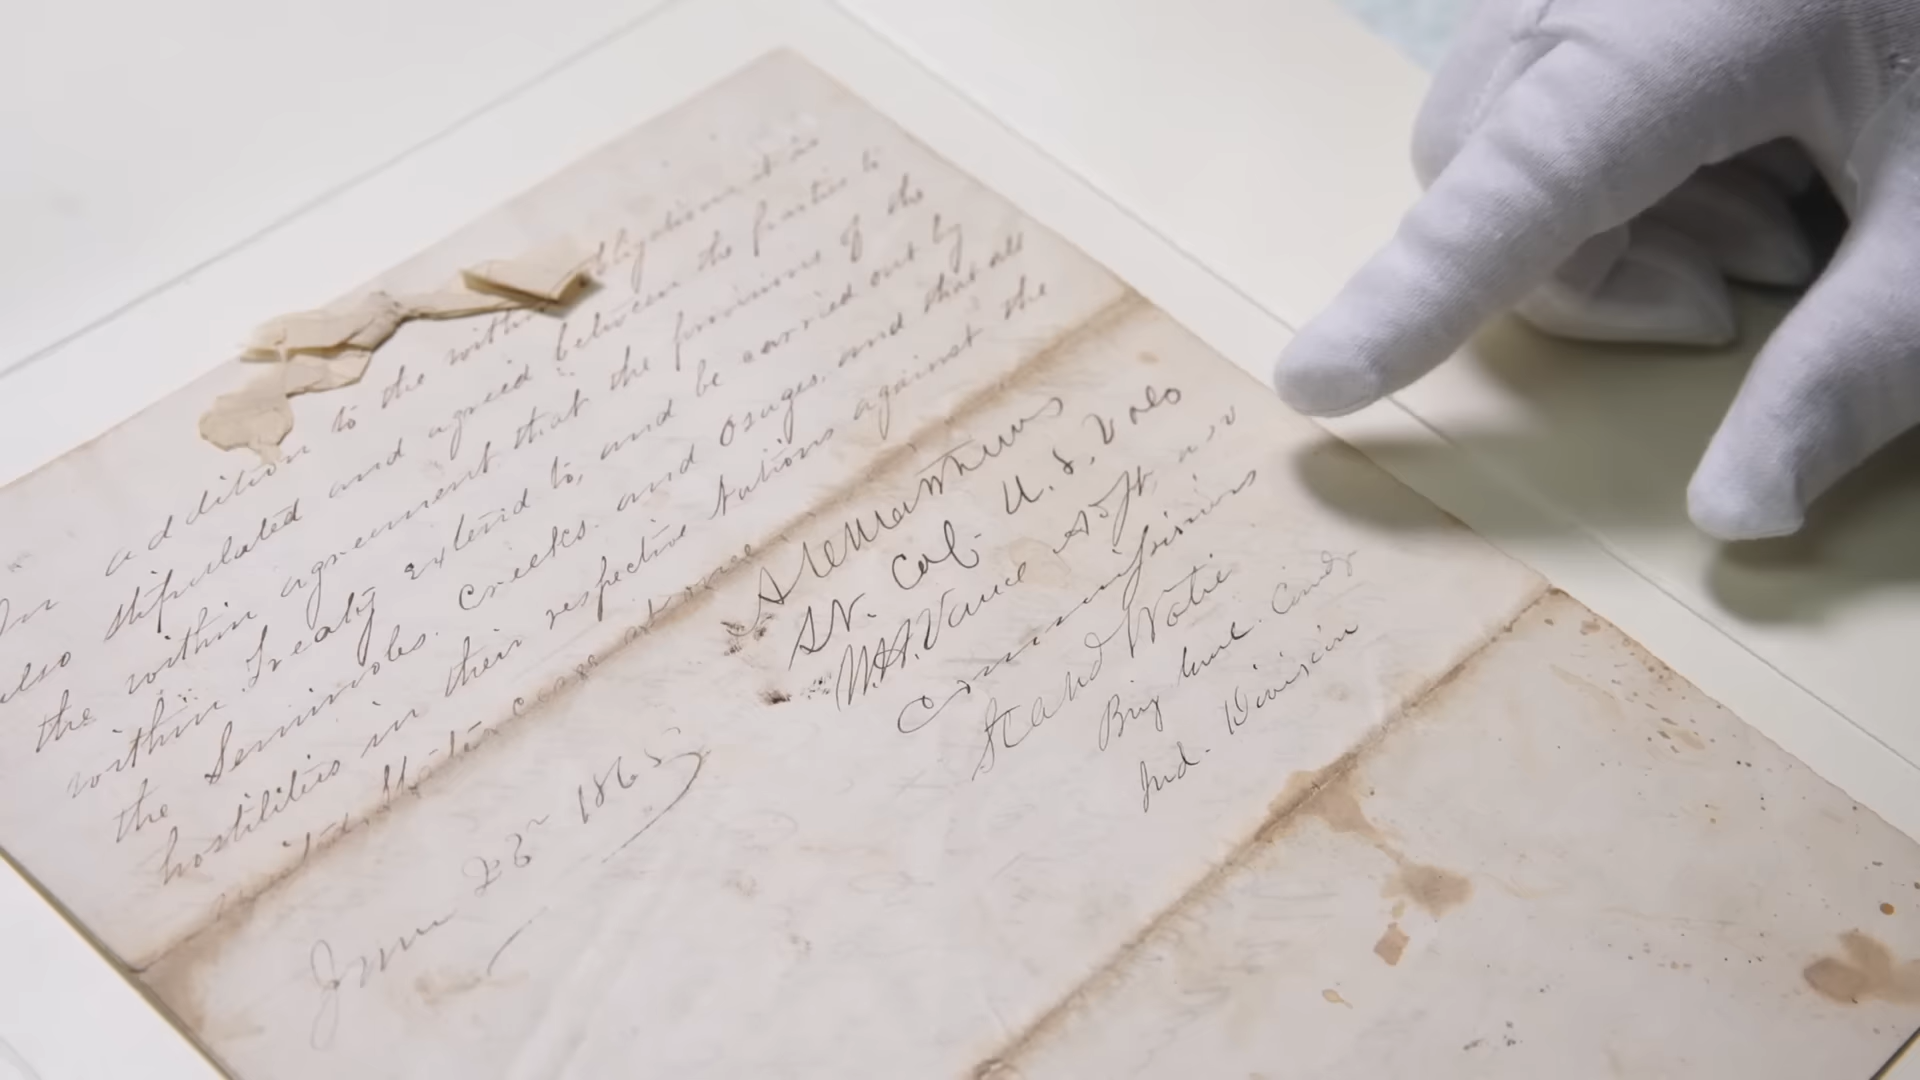 In addition to the within obligations it is
also stipulated and agreed between the parties to
the within agreement that the provisions of the
within Treaty extend to, and be carried out by
the Seminoles. Creeks. and Osages. and that all
hostilities in their respective Nations against the
United States cease at once
A C Matthews
Lt. Col. U. S. Vols
W. H. Vance Adjt
Commissioners
Stand Watie
Brig Genl. Comdg
Ind. Division
June 23rd 1865